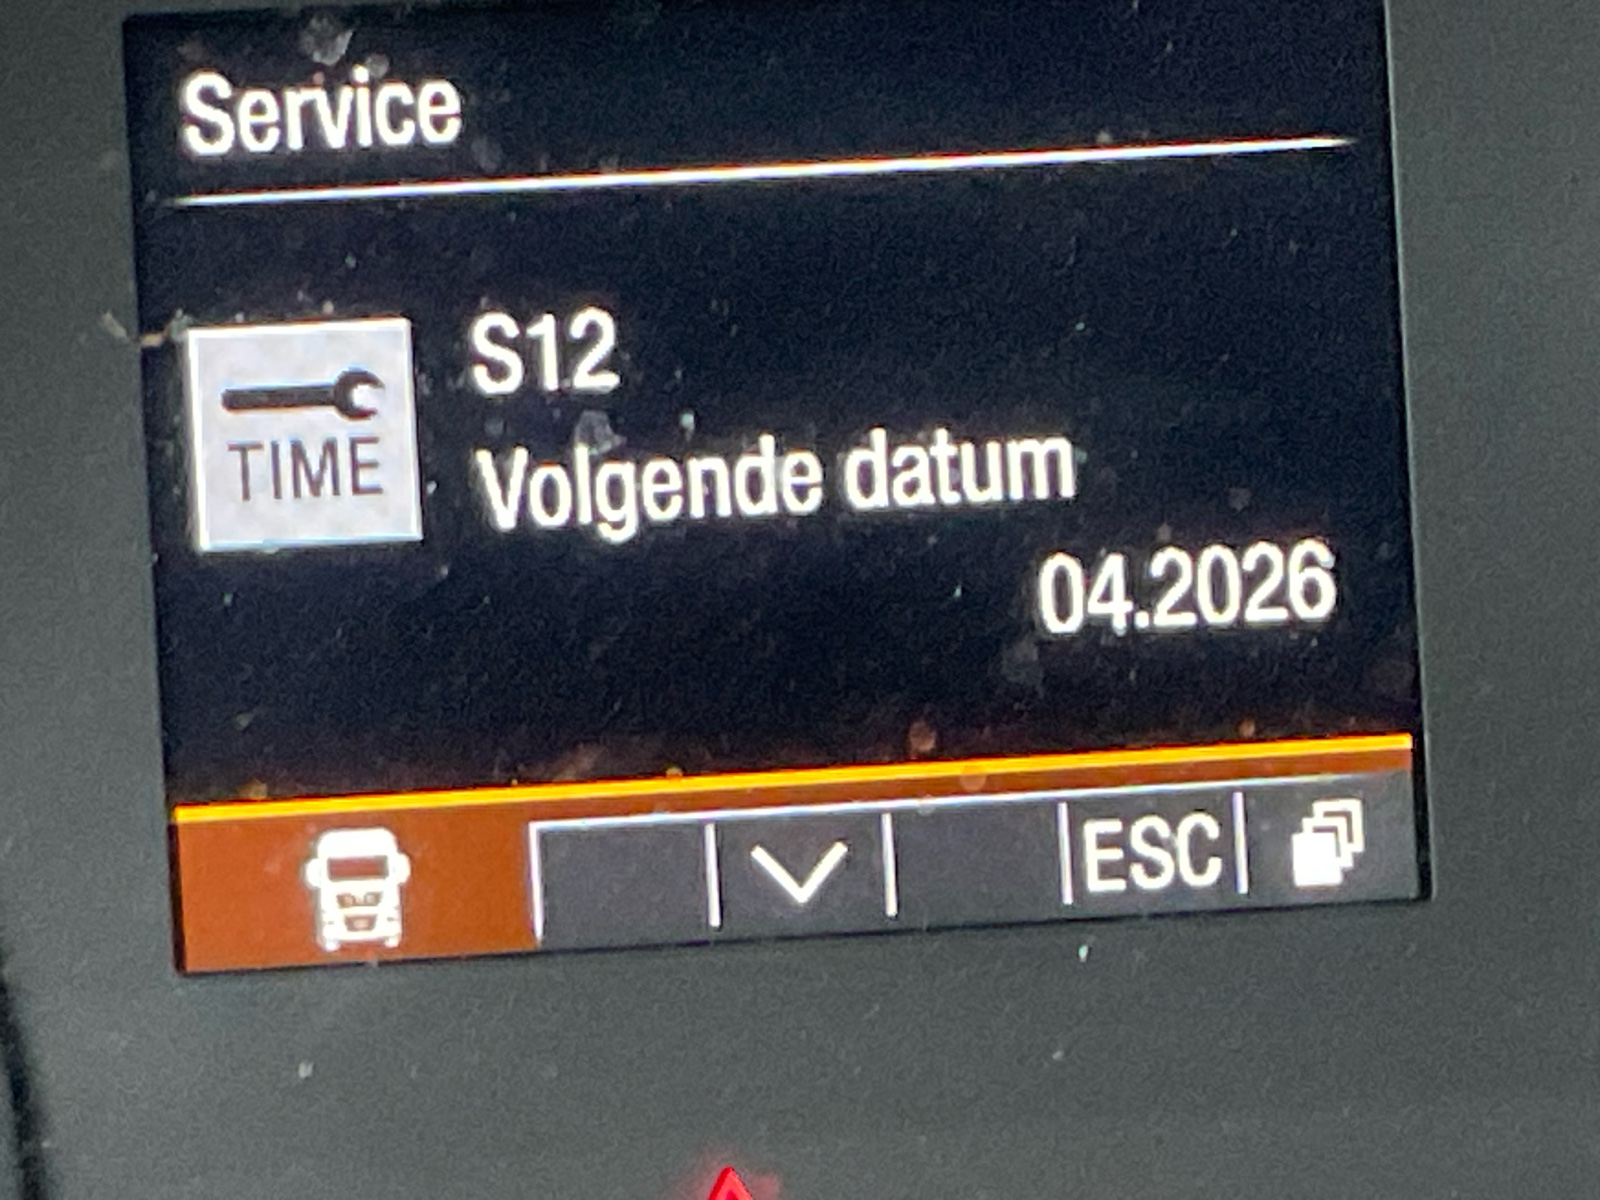 Service
TIME
S12
Volgende datum
04.2026
ESC